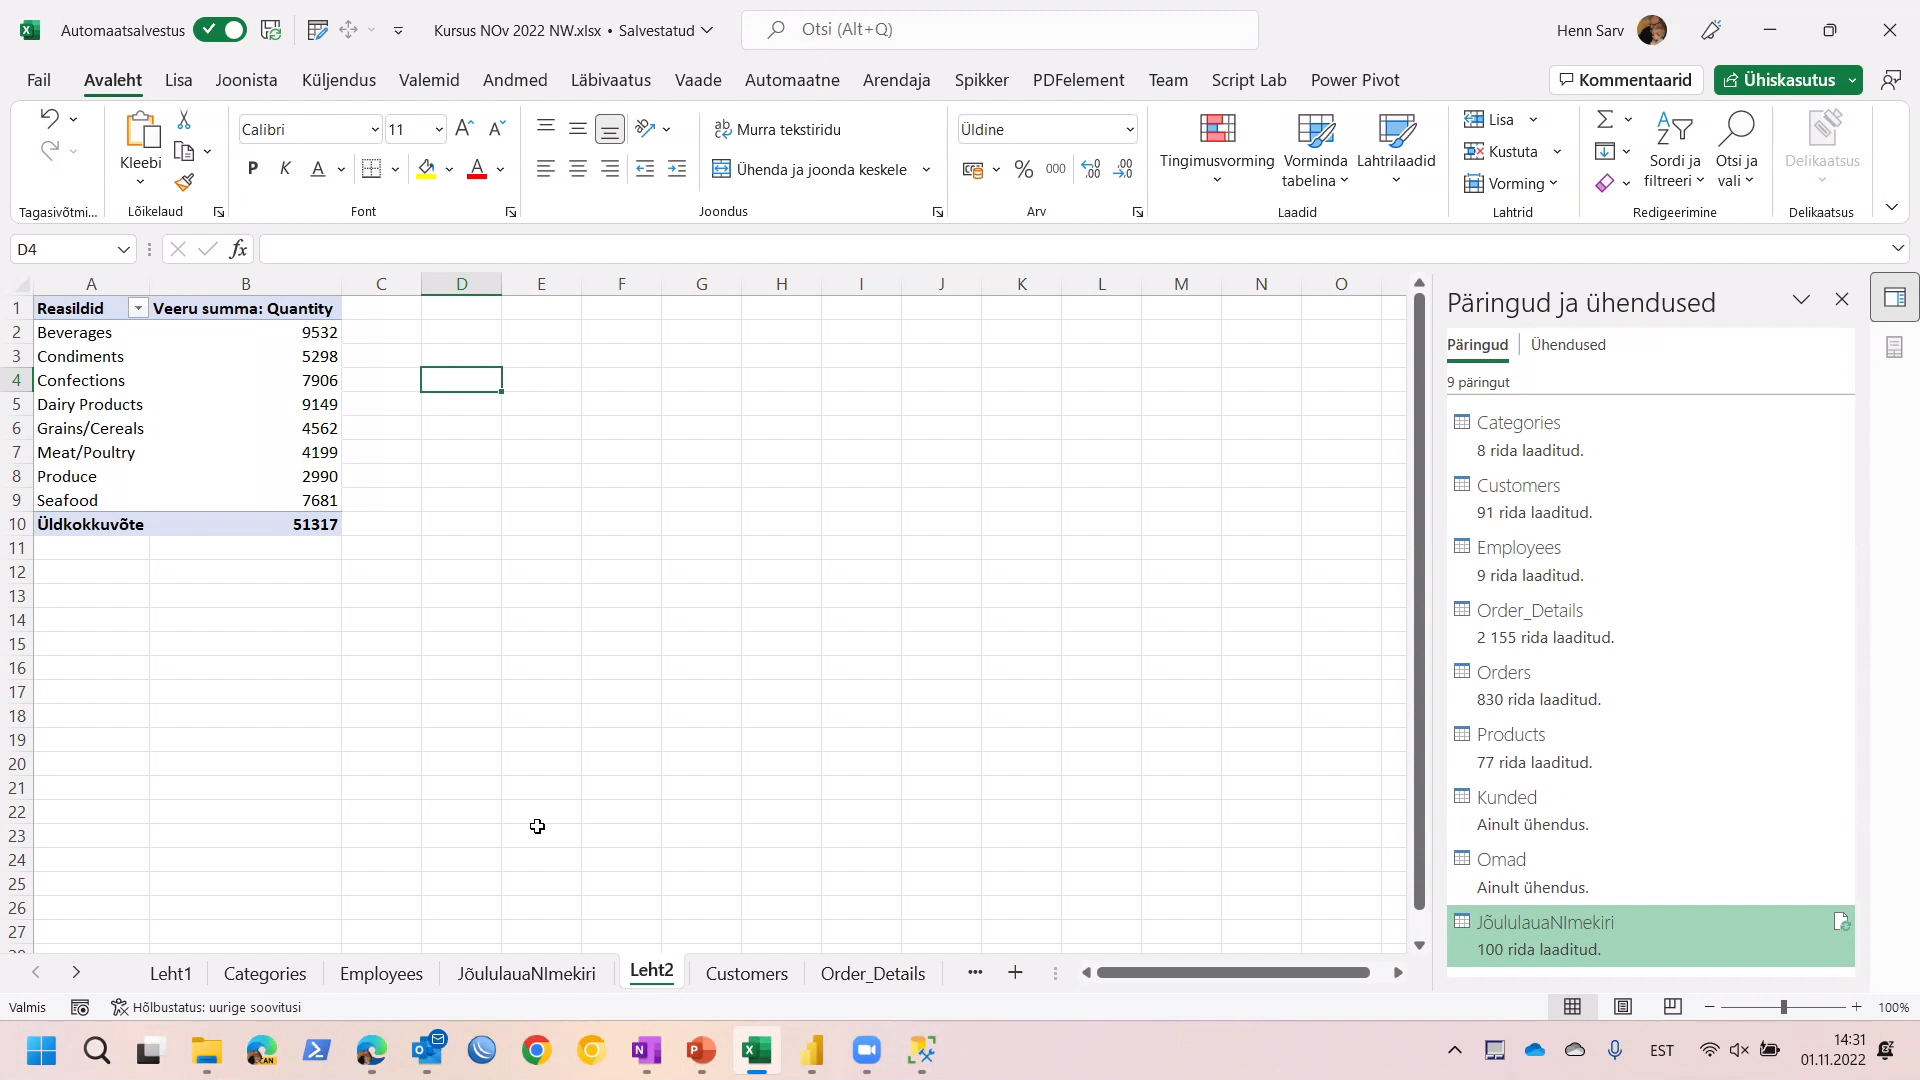 Automaatsalvestus
Kursus NOv 2022 NW.xlsx • Salvestatud
Otsi (Alt+Q)
Henn Sarv
Fail Avaleht Lisa Joonista Küljendus Valemid Andmed Läbivaatus Vaade Automaatne Arendaja Spikker PDFelement Team Script Lab Power Pivot
Kommentaarid Ühiskasutus
Kleebi
Calibri 11
P K A
Murra tekstiridu
Ühenda ja joonda keskele
Üldine
% 000
Tingimusvorming
Vorminda tabelina
Lahtrilaadid
Lisa
Kustuta
Vorming
Sordi ja filtreeri
Otsi ja vali
Delikaatsus
Tagasivõtmi... Lõikelaud Font Joondus Arv Laadid Lahtrid Redigeerimine Delikaatsus
D4 fx
A B C D E F G H I J K L M N O
1 Reasildid Veeru summa: Quantity
2 Beverages 9532
3 Condiments 5298
4 Confections 7906
5 Dairy Products 9149
6 Grains/Cereals 4562
7 Meat/Poultry 4199
8 Produce 2990
9 Seafood 7681
10 Üldkokkuvõte 51317
11
12
13
14
15
16
17
18
19
20
21
22
23
24
25
26
27
Päringud ja ühendused
Päringud Ühendused
9 päringut
Categories
8 rida laaditud.
Customers
91 rida laaditud.
Employees
9 rida laaditud.
Order_Details
2 155 rida laaditud.
Orders
830 rida laaditud.
Products
77 rida laaditud.
Kunded
Ainult ühendus.
Omad
Ainult ühendus.
JõululauaNImekiri
100 rida laaditud.
Leht1 Categories Employees JõululauaNImekiri Leht2 Customers Order_Details ...
Valmis Hõlbustatus: uurige soovitusi 100%
CAN
EST
14:31
01.11.2022